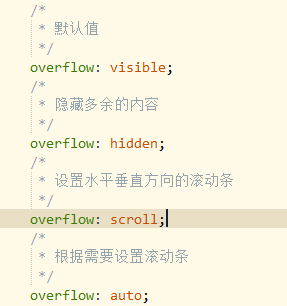 /*
* 默认值
*/
overflow: visible;
/*
* 隐藏多余的内容
*/
overflow: hidden;
/*
* 设置水平垂直方向的滚动条
*/
overflow: scroll;
/*
* 根据需要设置滚动条
*/
overflow: auto;